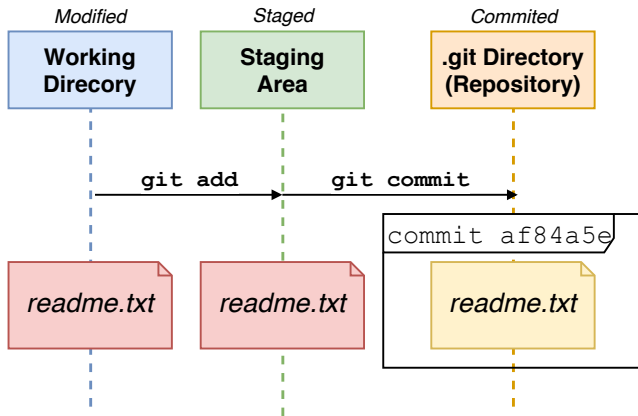 Modified
Staged
Commited
Working
Direcory
Staging
Area
.git Directory
(Repository)
git add
git commit
commit af84a5e
readme.txt
readme.txt
readme.txt